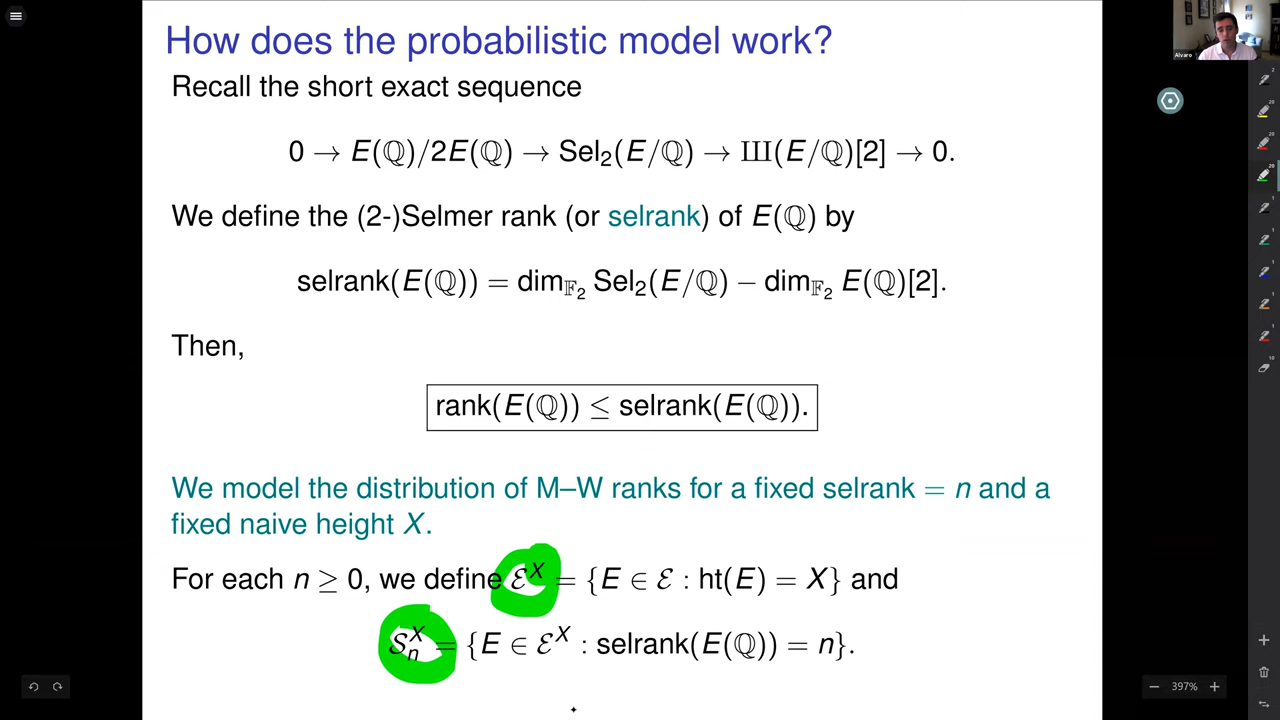 How does the probabilistic model work?
Recall the short exact sequence
0 → E(ℚ)/2E(ℚ) → Sel₂(E/ℚ) → Ш(E/ℚ)[2] → 0.
We define the (2-)Selmer rank (or selrank) of E(ℚ) by
selrank(E(ℚ)) = dim_𝔽₂ Sel₂(E/ℚ) − dim_𝔽₂ E(ℚ)[2].
Then,
rank(E(ℚ)) ≤ selrank(E(ℚ)).
We model the distribution of M–W ranks for a fixed selrank = n and a
fixed naive height X.
For each n ≥ 0, we define ℰ^X = {E ∈ ℰ : ht(E) = X} and
𝒮_n^X = {E ∈ ℰ^X : selrank(E(ℚ)) = n}.
Alvaro
397%